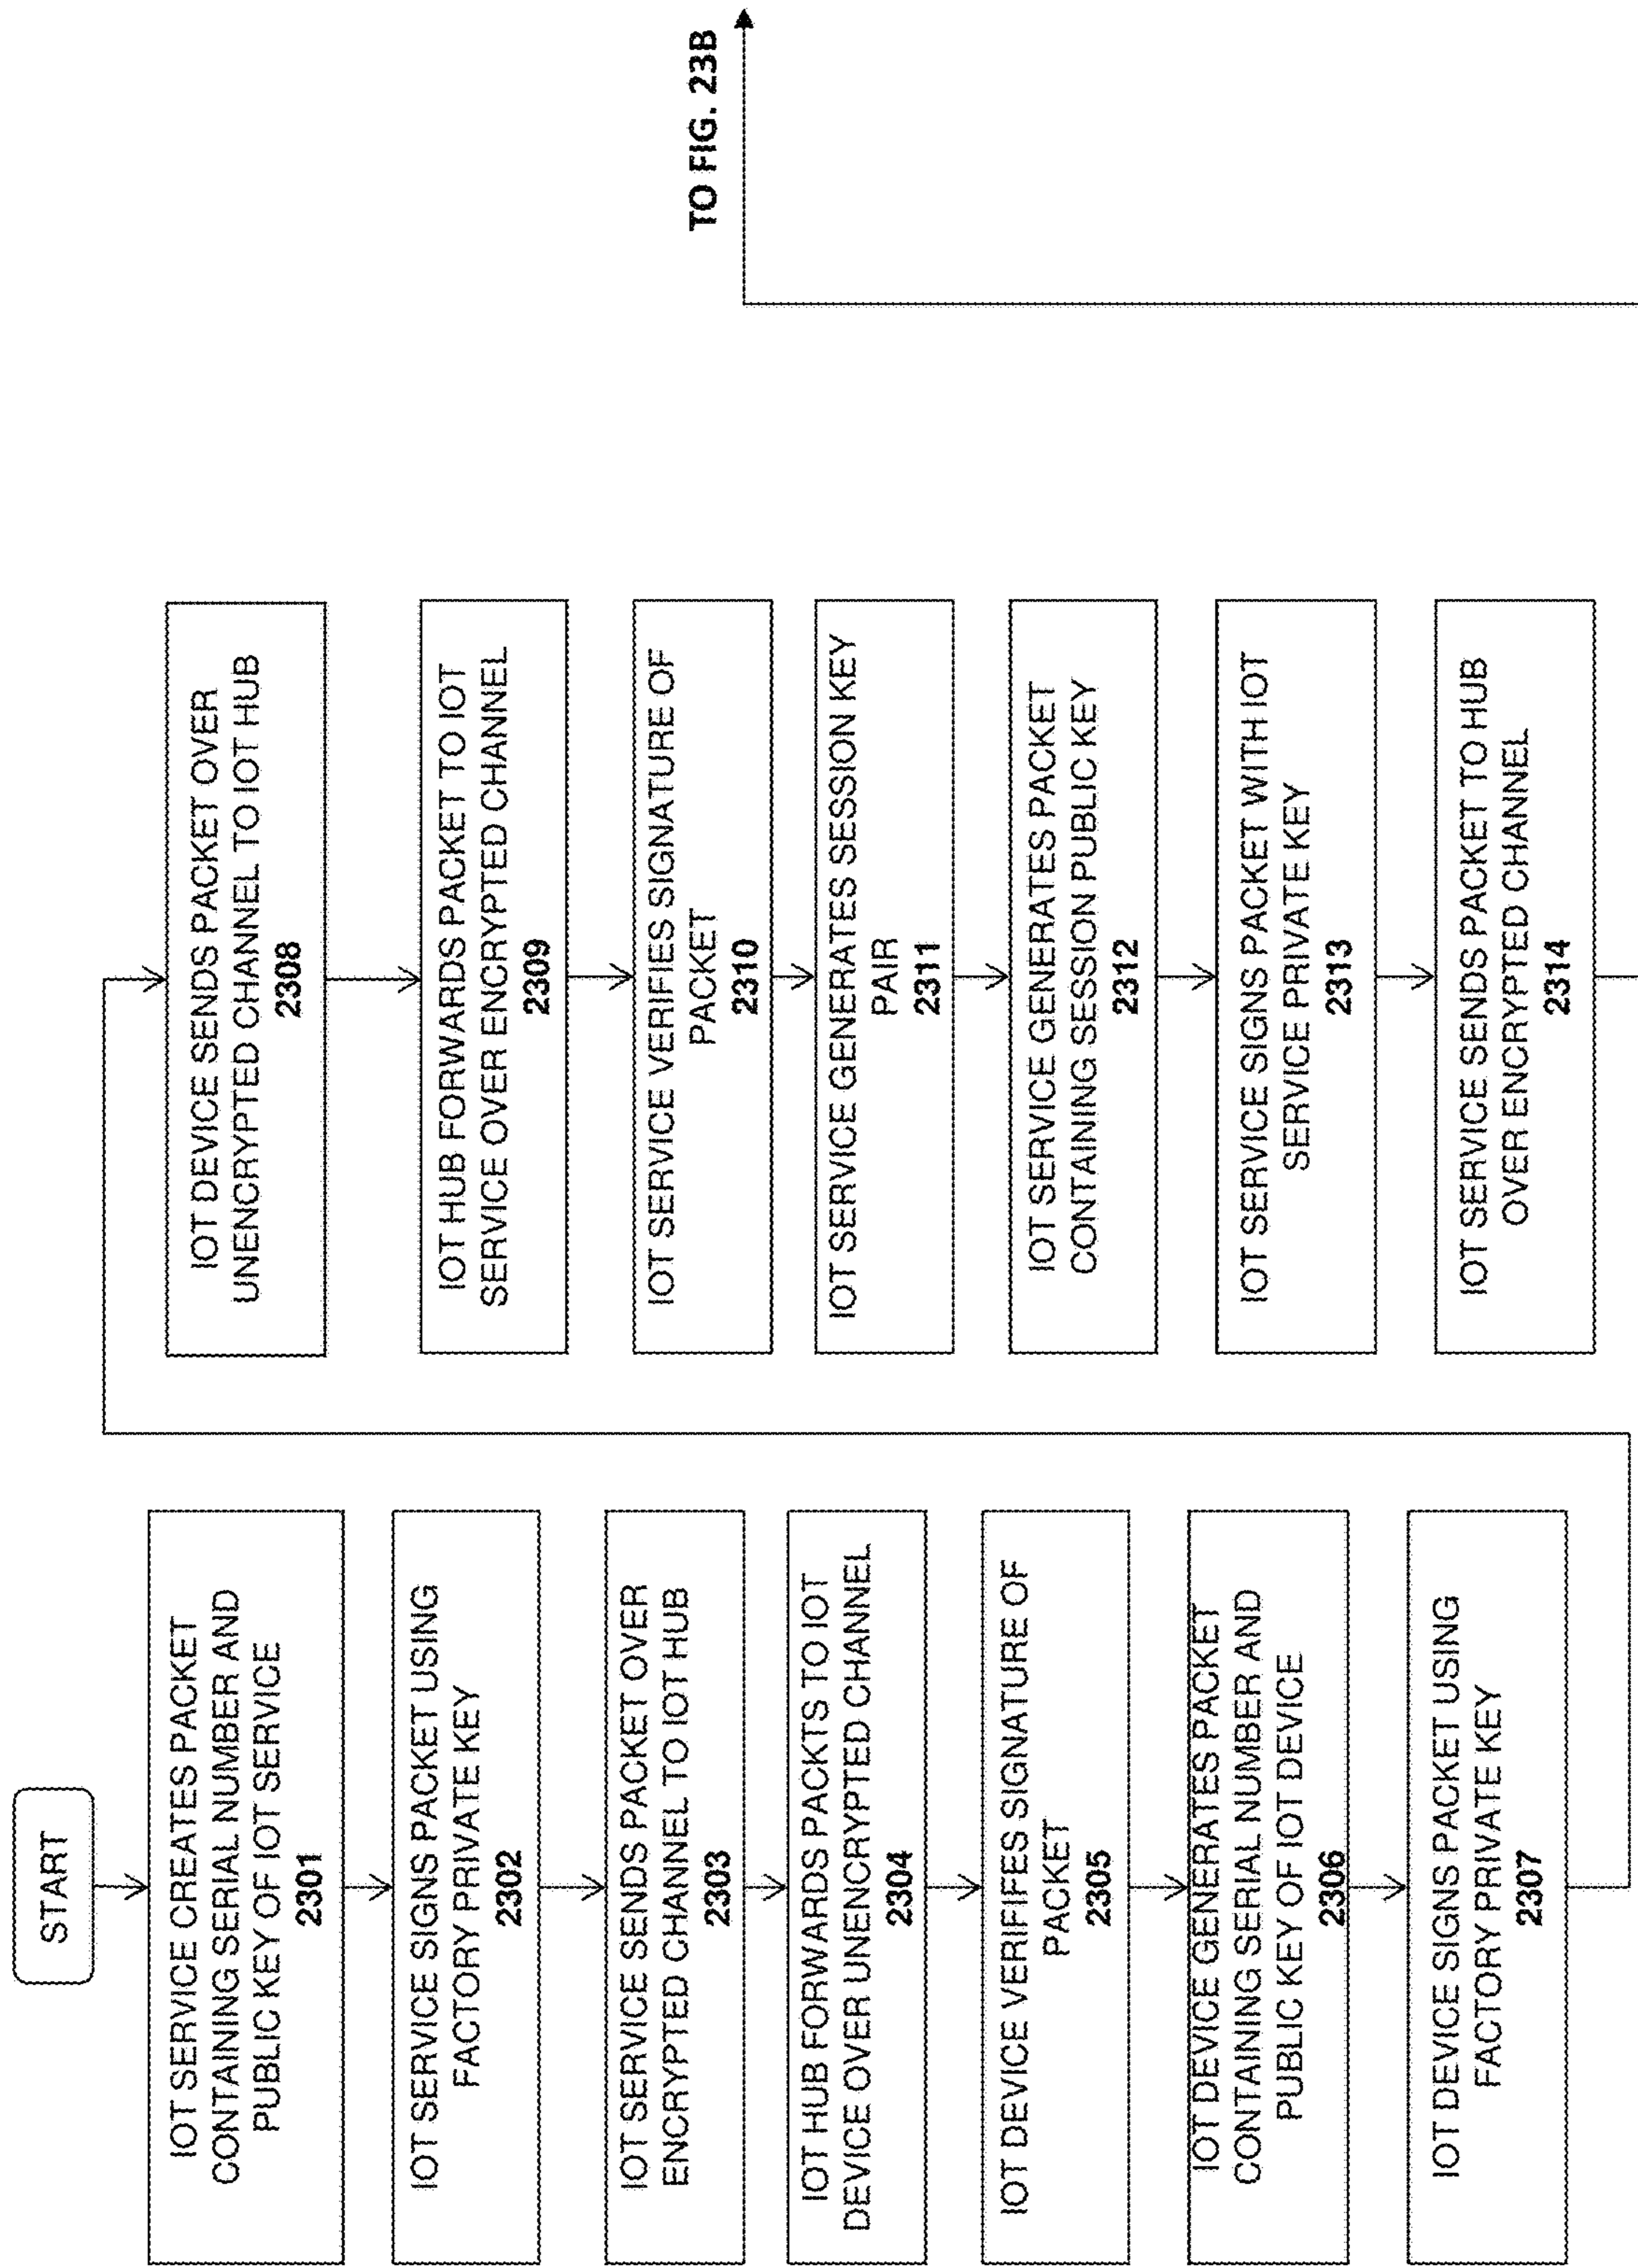 START
IOT SERVICE CREATES PACKET
CONTAINING SERIAL NUMBER AND
PUBLIC KEY OF IOT SERVICE
2301
IOT SERVICE SIGNS PACKET USING
FACTORY PRIVATE KEY
2302
IOT SERVICE SENDS PACKET OVER
ENCRYPTED CHANNEL TO IOT HUB
2303
IOT HUB FORWARDS PACKTS TO IOT
DEVICE OVER UNENCRYPTED CHANNEL
2304
IOT DEVICE VERIFIFES SIGNATURE OF
PACKET
2305
IOT DEVICE GENERATES PACKET
CONTAINING SERIAL NUMBER AND
PUBLIC KEY OF IOT DEVICE
2306
IOT DEVICE SIGNS PACKET USING
FACTORY PRIVATE KEY
2307
IOT DEVICE SENDS PACKET OVER
UNENCRYPTED CHANNEL TO IOT HUB
2308
IOT HUB FORWARDS PACKET TO IOT
SERVICE OVER ENCRYPTED CHANNEL
2309
IOT SERVICE VERIFIES SIGNATURE OF
PACKET
2310
IOT SERVICE GENERATES SESSION KEY
PAIR
2311
IOT SERVICE GENERATES PACKET
CONTAINING SESSION PUBLIC KEY
2312
IOT SERVICE SIGNS PACKET WITH IOT
SERVICE PRIVATE KEY
2313
IOT SERVICE SENDS PACKET TO HUB
OVER ENCRYPTED CHANNEL
2314
TO FIG. 23B